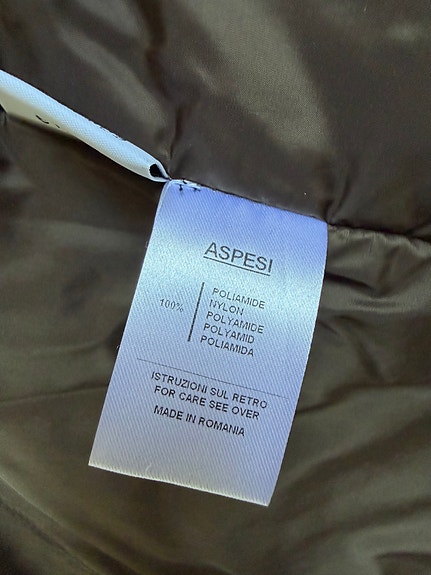 ASPESI
100%
POLIAMIDE
NYLON
POLYAMIDE
POLYAMID
POLIAMIDA
ISTRUZIONI SUL RETRO
FOR CARE SEE OVER
MADE IN ROMANIA